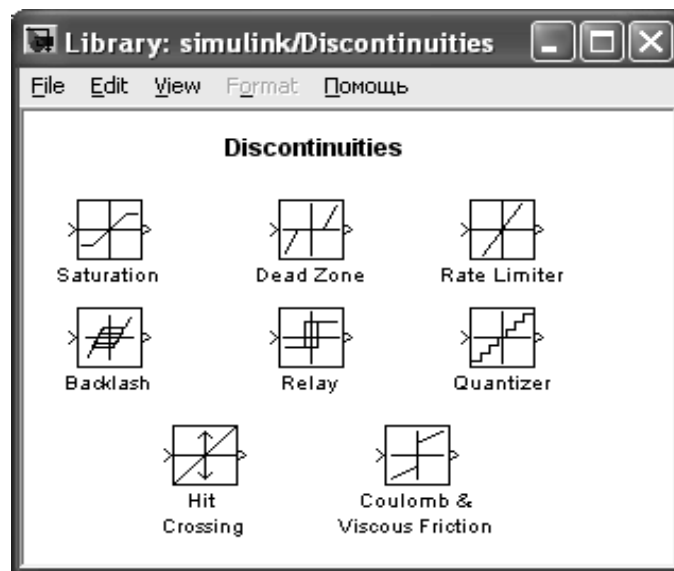 Library: simulink/Discontinuities
File Edit View Format Помощь
Discontinuities
Saturation Dead Zone Rate Limiter
Backlash Relay Quantizer
Hit Crossing
Coulomb & Viscous Friction